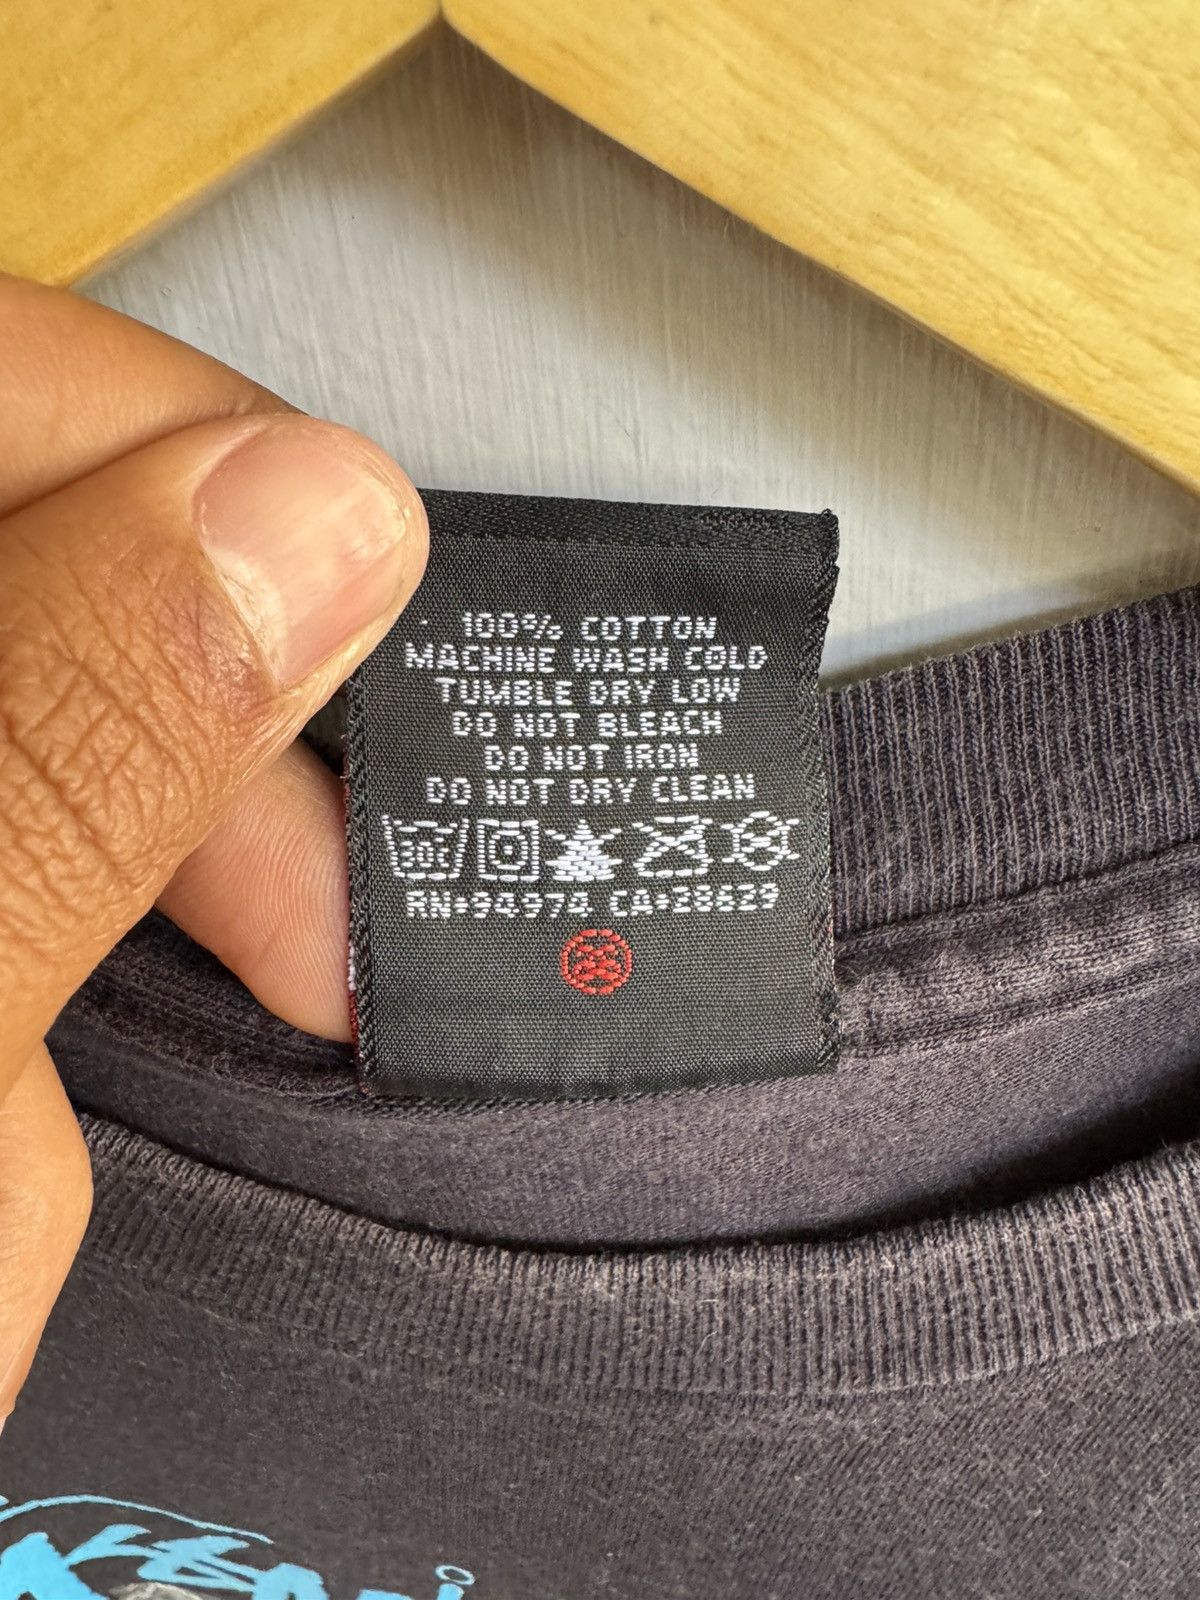 100% COTTON
MACHINE WASH COLD
TUMBLE DRY LOW
DO NOT BLEACH
DO NOT IRON
DO NOT DRY CLEAN
30C
RN#94974 CA#28629